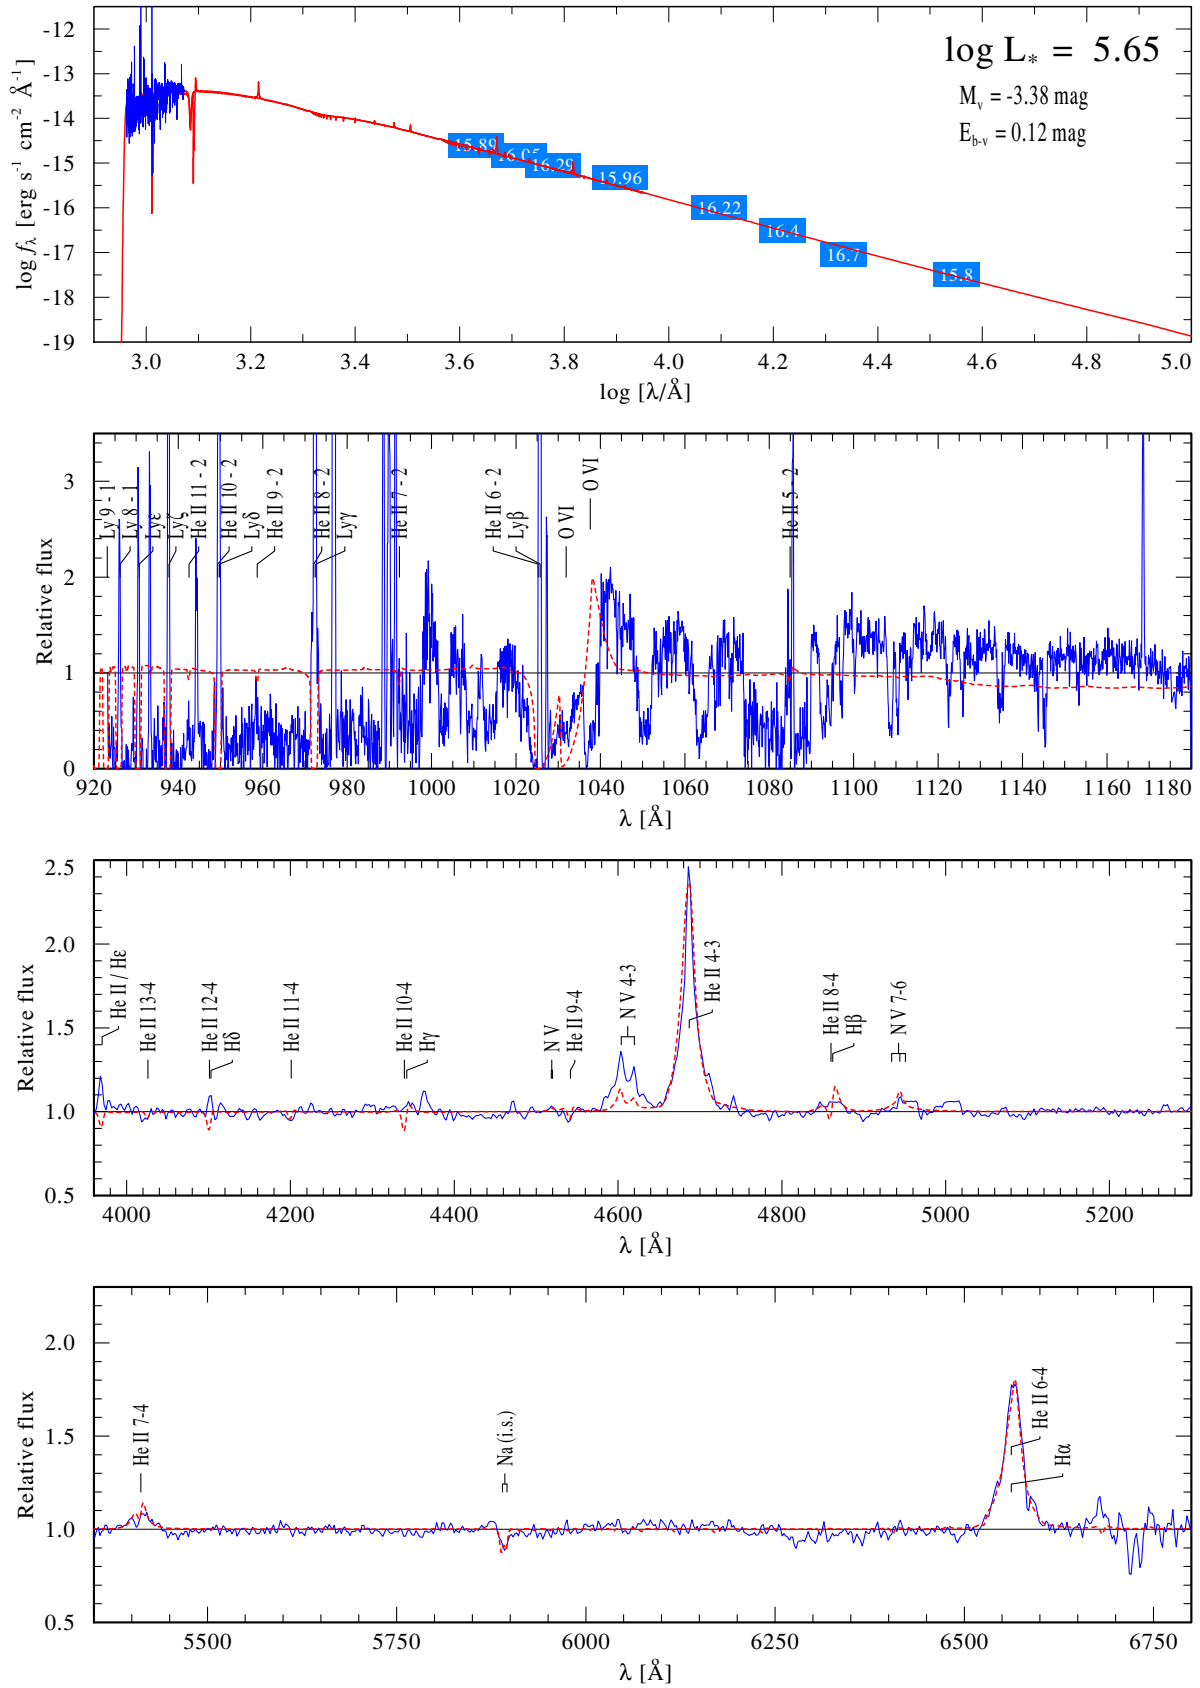 log L* = 5.65
Mv = -3.38 mag
Eb-v = 0.12 mag
log fλ [erg s-1 cm-2 Å-1]
-12
-13
-14
-15
-16
-17
-18
-19
15.89 16.05 16.29 15.96 16.22 16.4 16.7 15.8
3.0 3.2 3.4 3.6 3.8 4.0 4.2 4.4 4.6 4.8 5.0
log [λ/Å]
Relative flux
3
2
1
0
Ly 9 - 1
Ly 8 - 1
Lyε
Lyζ
He II 11 - 2
He II 10 - 2
Lyδ
He II 9 - 2
He II 8 - 2
Lyγ
He II 7 - 2
He II 6 - 2
Lyβ
O VI
O VI
He II 5 - 2
920 940 960 980 1000 1020 1040 1060 1080 1100 1120 1140 1160 1180
λ [Å]
Relative flux
2.5
2.0
1.5
1.0
0.5
He II / Hε
He II 13-4
He II 12-4
Hδ
He II 11-4
He II 10-4
Hγ
N V
He II 9-4
N V 4-3
He II 4-3
He II 8-4
Hβ
N V 7-6
4000 4200 4400 4600 4800 5000 5200
λ [Å]
Relative flux
2.0
1.5
1.0
0.5
He II 7-4
Na (i.s.)
He II 6-4
Hα
5500 5750 6000 6250 6500 6750
λ [Å]